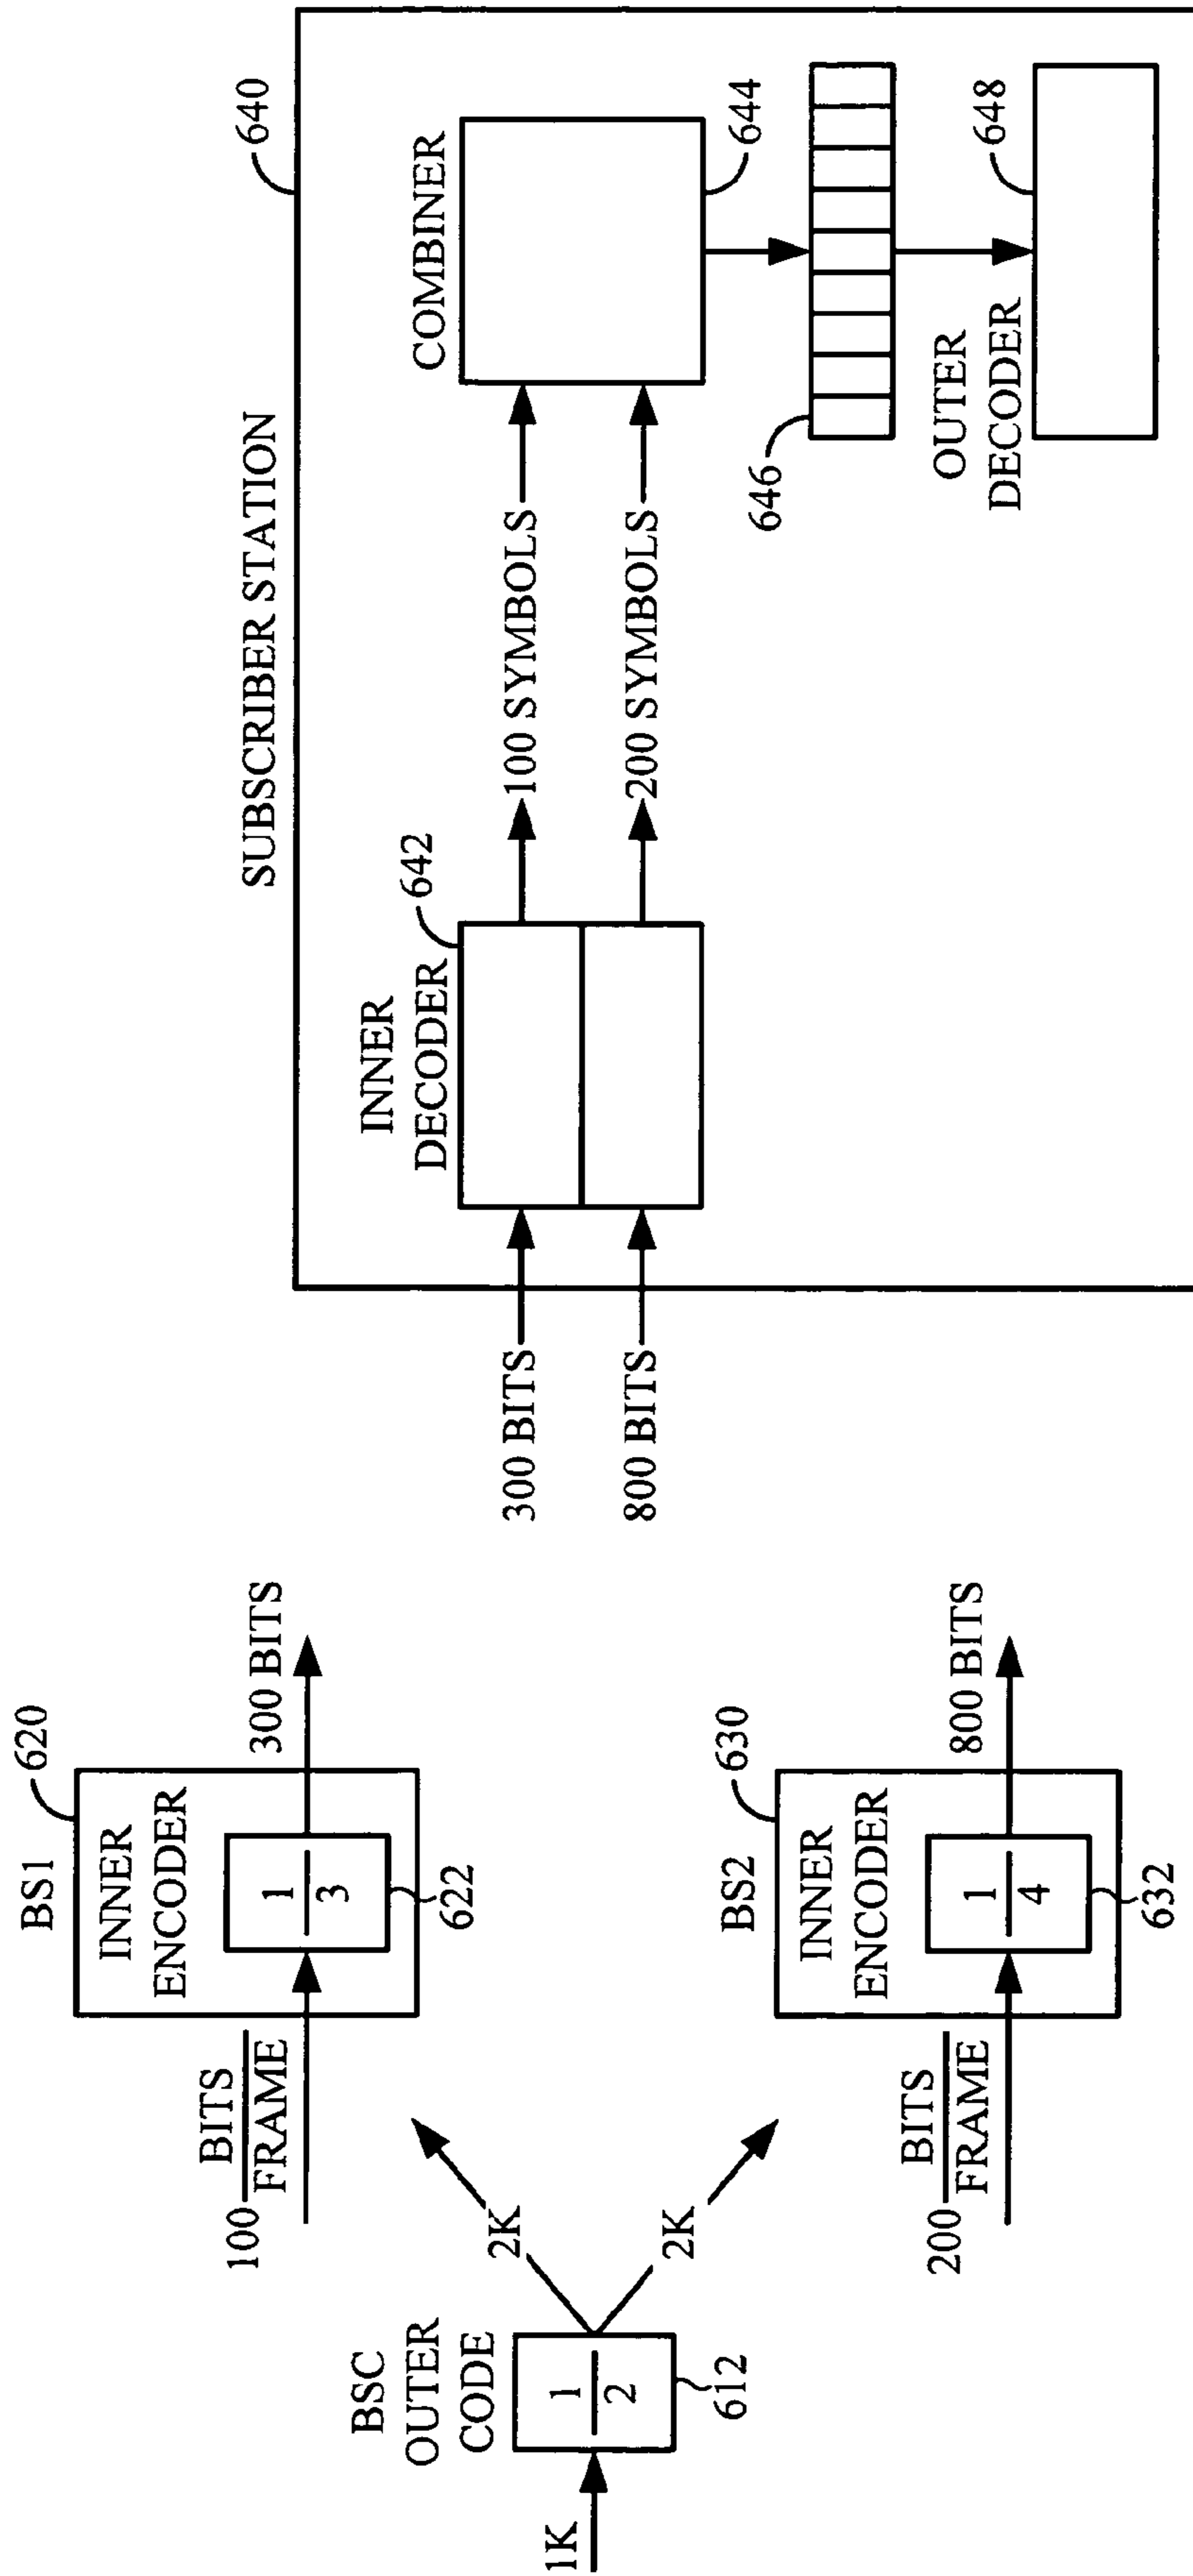 1K
BSC
OUTER
CODE
1
2
612
2K
2K
BS1
620
100 BITS
FRAME
INNER
ENCODER
1
3
622
300 BITS
BS2
630
200 BITS
FRAME
INNER
ENCODER
1
4
632
800 BITS
SUBSCRIBER STATION
640
300 BITS
800 BITS
INNER
DECODER
642
100 SYMBOLS
200 SYMBOLS
COMBINER
644
646
OUTER
DECODER
648